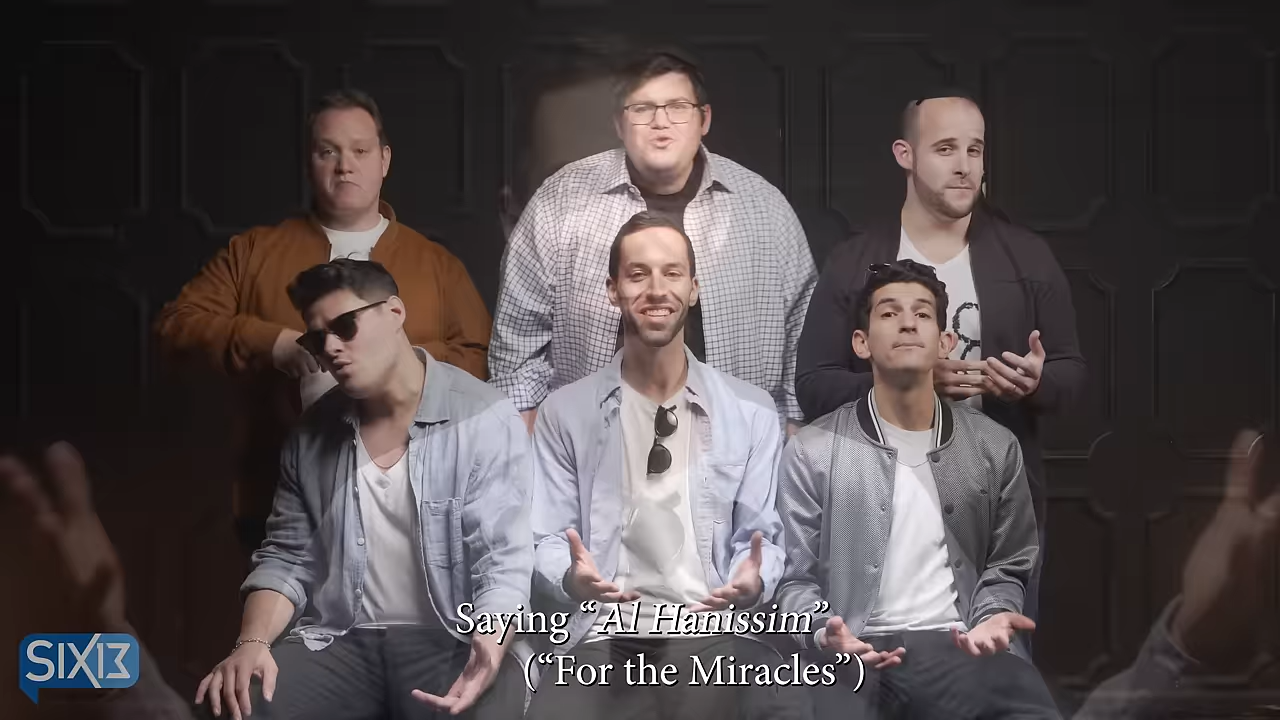 Saying “Al Hanissim”
(“For the Miracles”)
SIX13